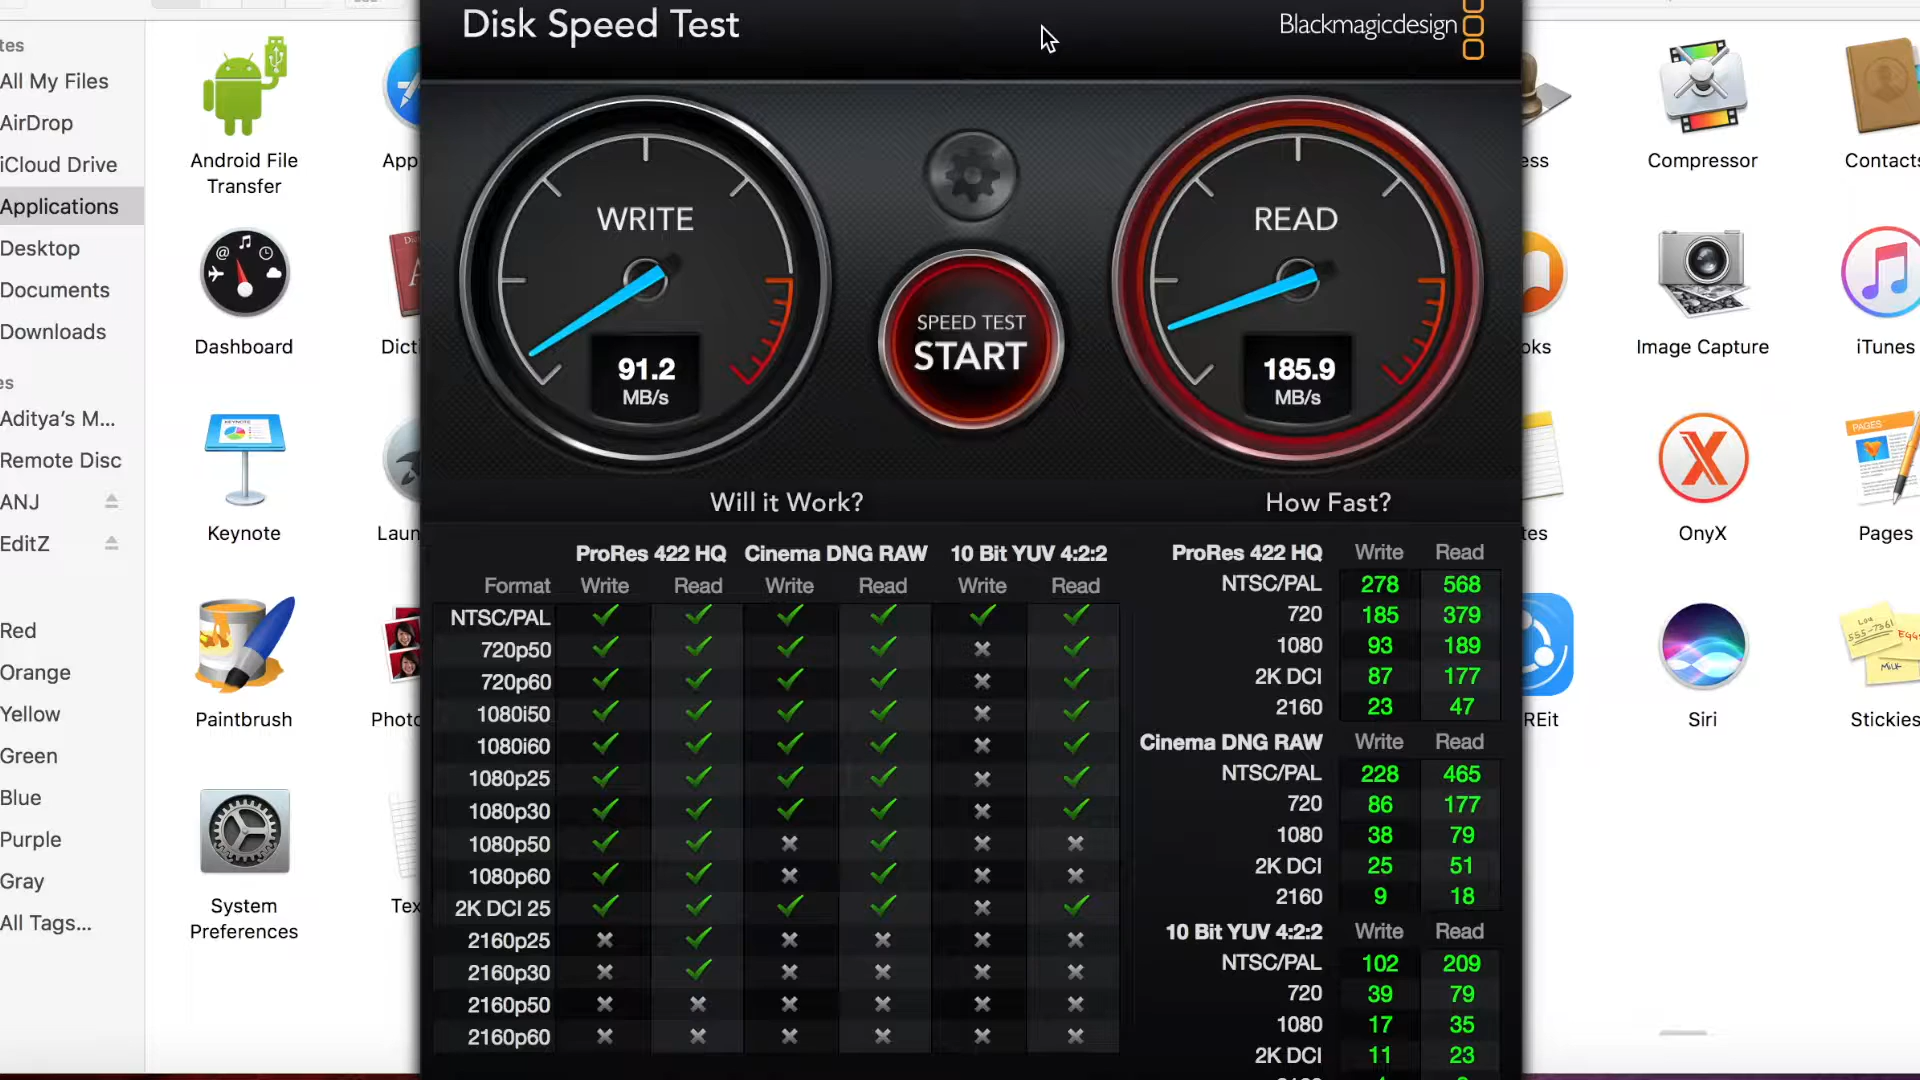 Disk Speed Test
Blackmagicdesign
tes
All My Files
AirDrop
iCloud Drive
Applications
Desktop
Documents
Downloads
es
Aditya's M...
Remote Disc
ANJ
EditZ
Red
Orange
Yellow
Green
Blue
Purple
Gray
All Tags...
Android File
Transfer
App
Dashboard
Dicti
Keynote
Laun
Paintbrush
Photo
System
Preferences
Tex
WRITE
91.2
MB/s
SPEED TEST
START
READ
185.9
MB/s
Will it Work?
ProRes 422 HQ Cinema DNG RAW 10 Bit YUV 4:2:2
Format Write Read Write Read Write Read
NTSC/PAL
720p50
720p60
1080i50
1080i60
1080p25
1080p30
1080p50
1080p60
2K DCI 25
2160p25
2160p30
2160p50
2160p60
How Fast?
ProRes 422 HQ Write Read
NTSC/PAL 278 568
720 185 379
1080 93 189
2K DCI 87 177
2160 23 47
Cinema DNG RAW Write Read
NTSC/PAL 228 465
720 86 177
1080 38 79
2K DCI 25 51
2160 9 18
10 Bit YUV 4:2:2 Write Read
NTSC/PAL 102 209
720 39 79
1080 17 35
2K DCI 11 23
ess
Compressor
Contacts
oks
Image Capture
iTunes
tes
OnyX
PAGES
Pages
REit
Siri
555-7361
MILK
Stickies
KEYNOTE